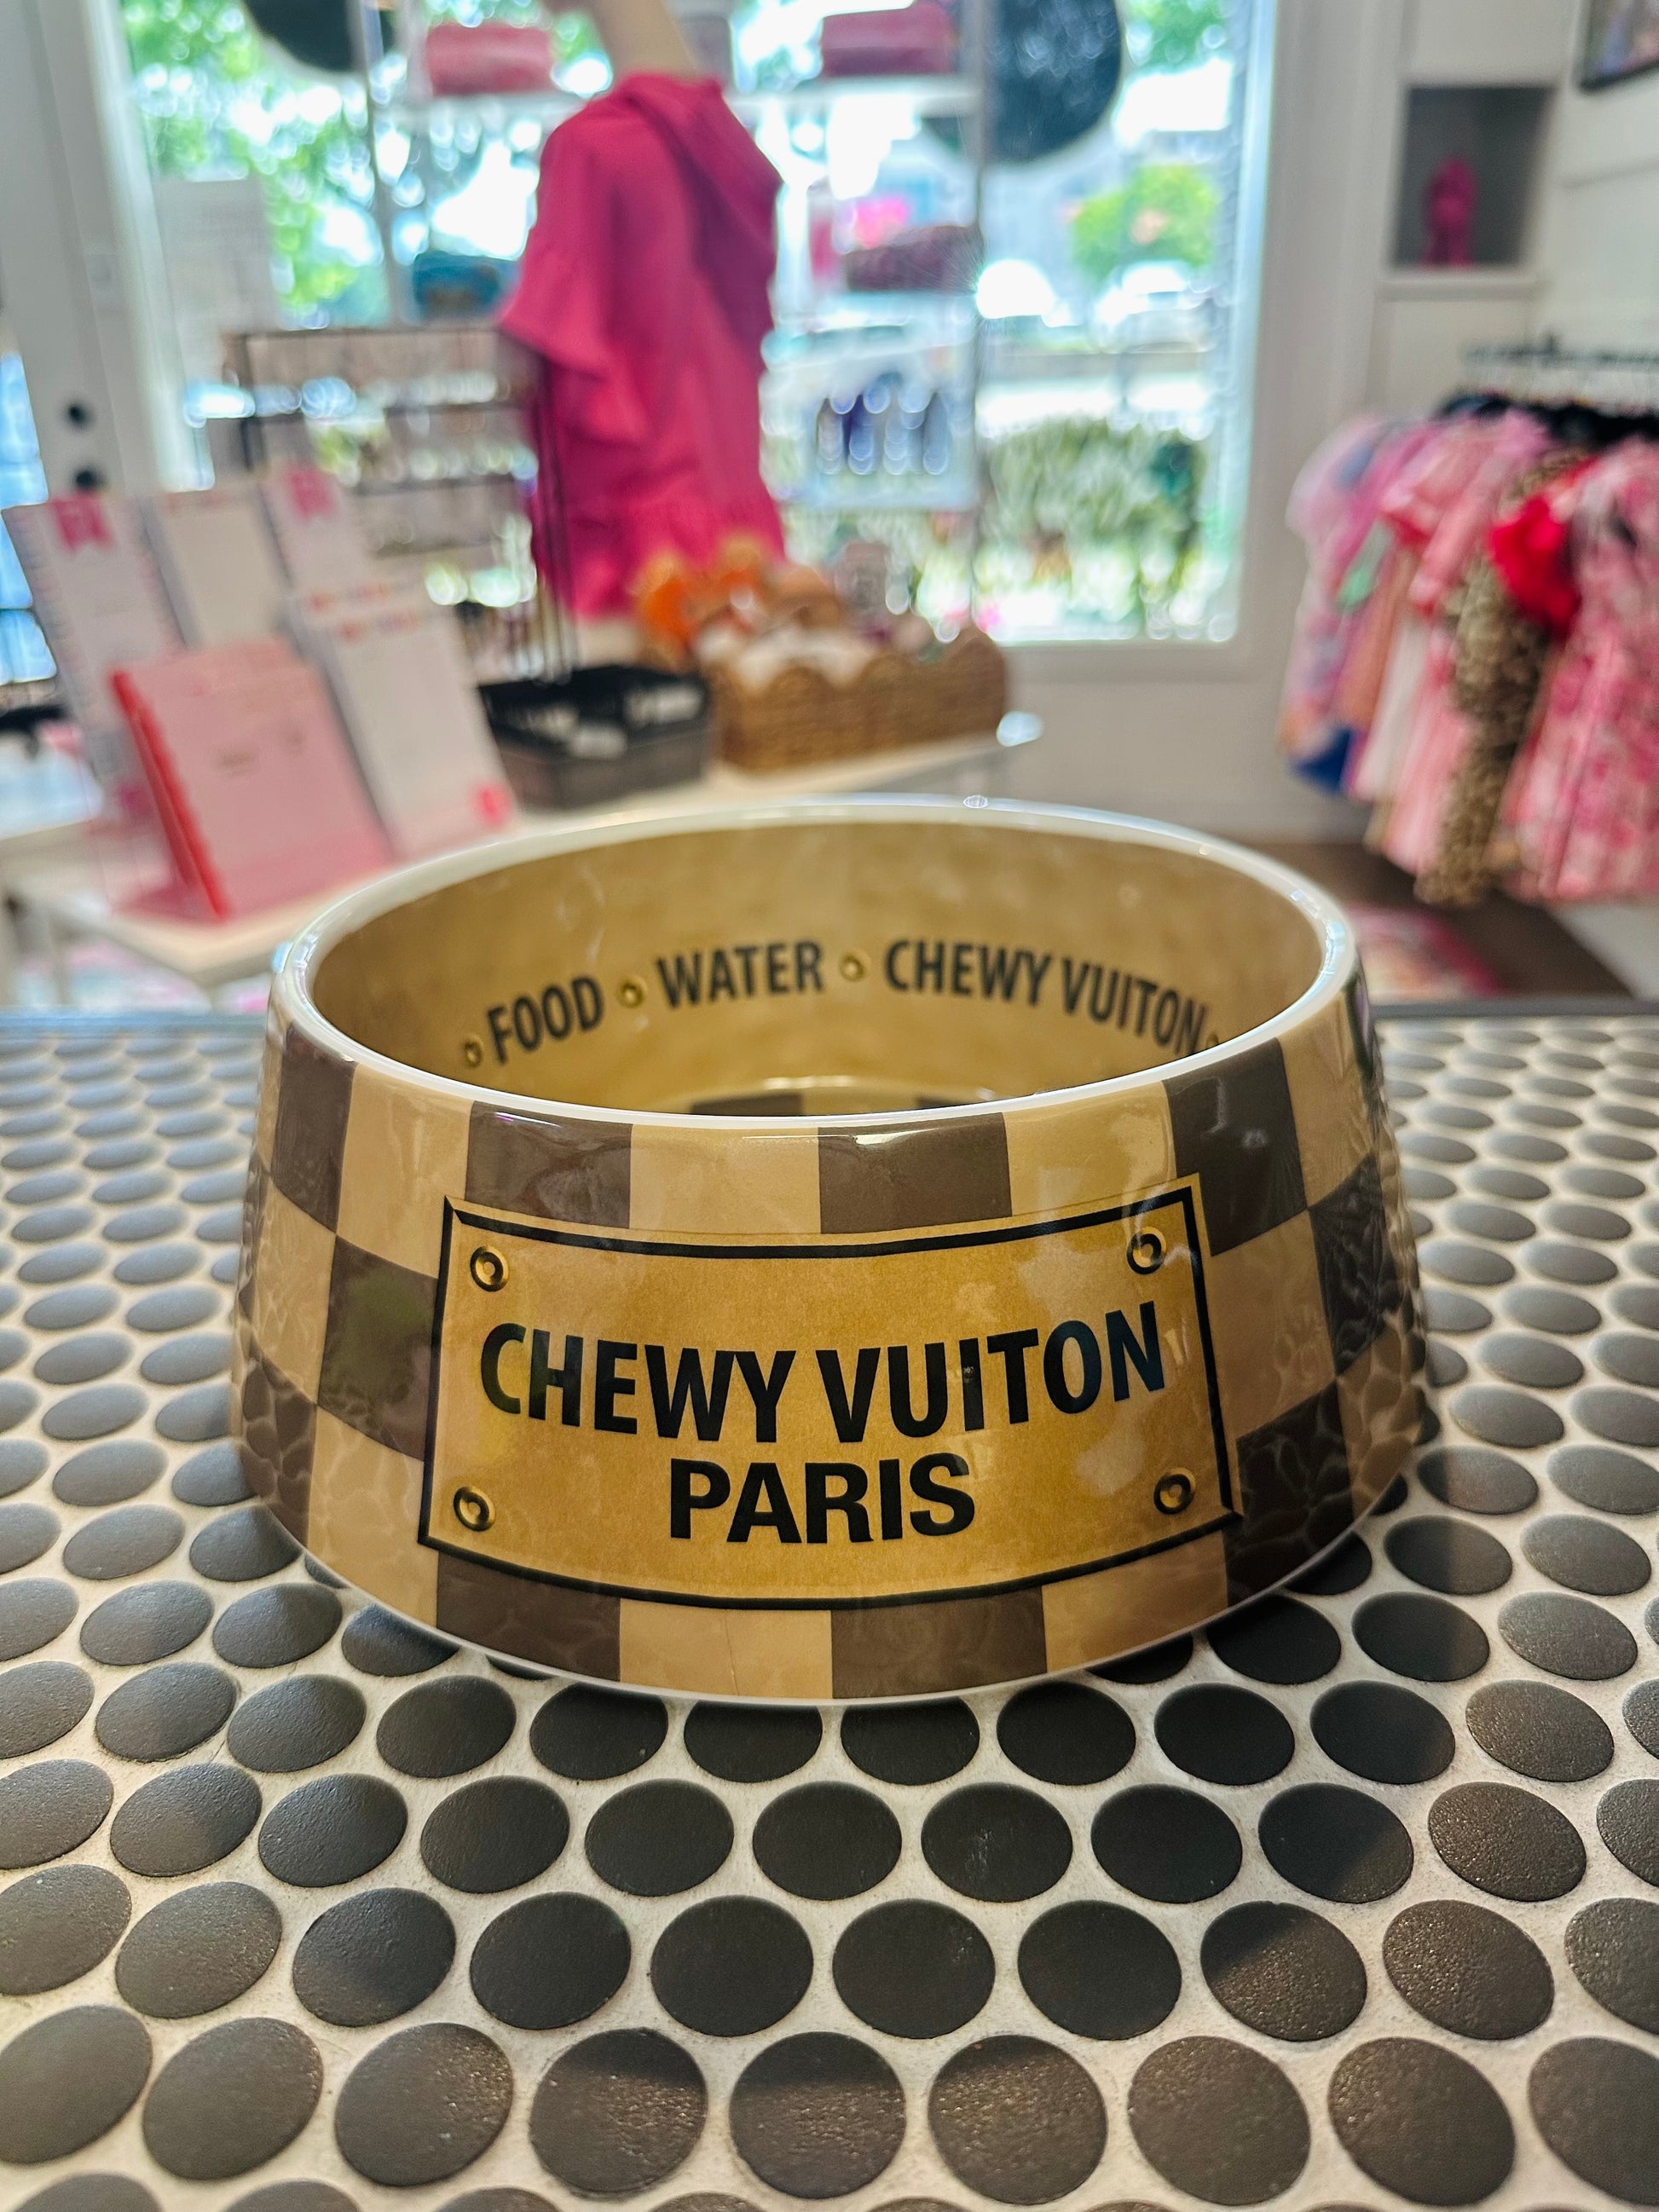 FOOD • WATER • CHEWY VUITON
CHEWY VUITON
PARIS